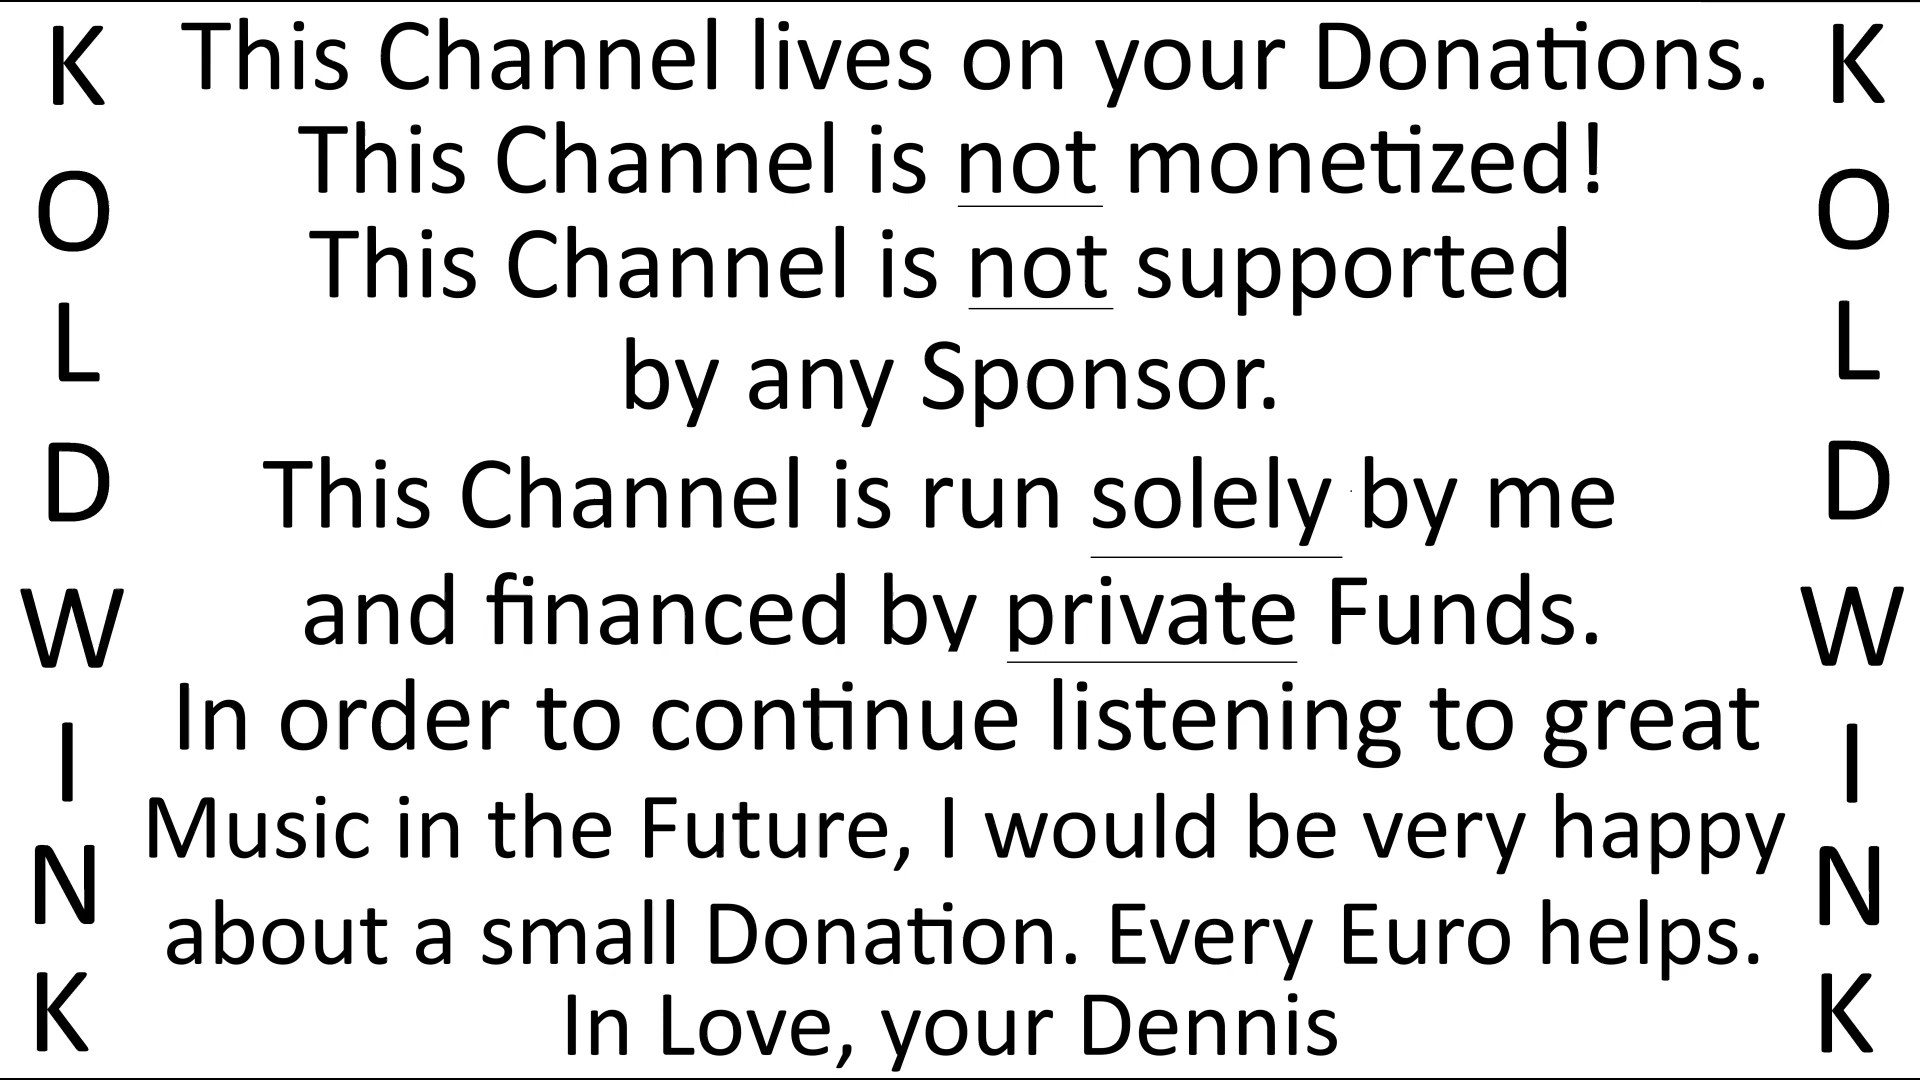 KOLDWINK
This Channel lives on your Donations.
This Channel is not monetized!
This Channel is not supported
by any Sponsor.
This Channel is run solely by me
and financed by private Funds.
In order to continue listening to great
Music in the Future, I would be very happy
about a small Donation. Every Euro helps.
In Love, your Dennis
KOLDWINK